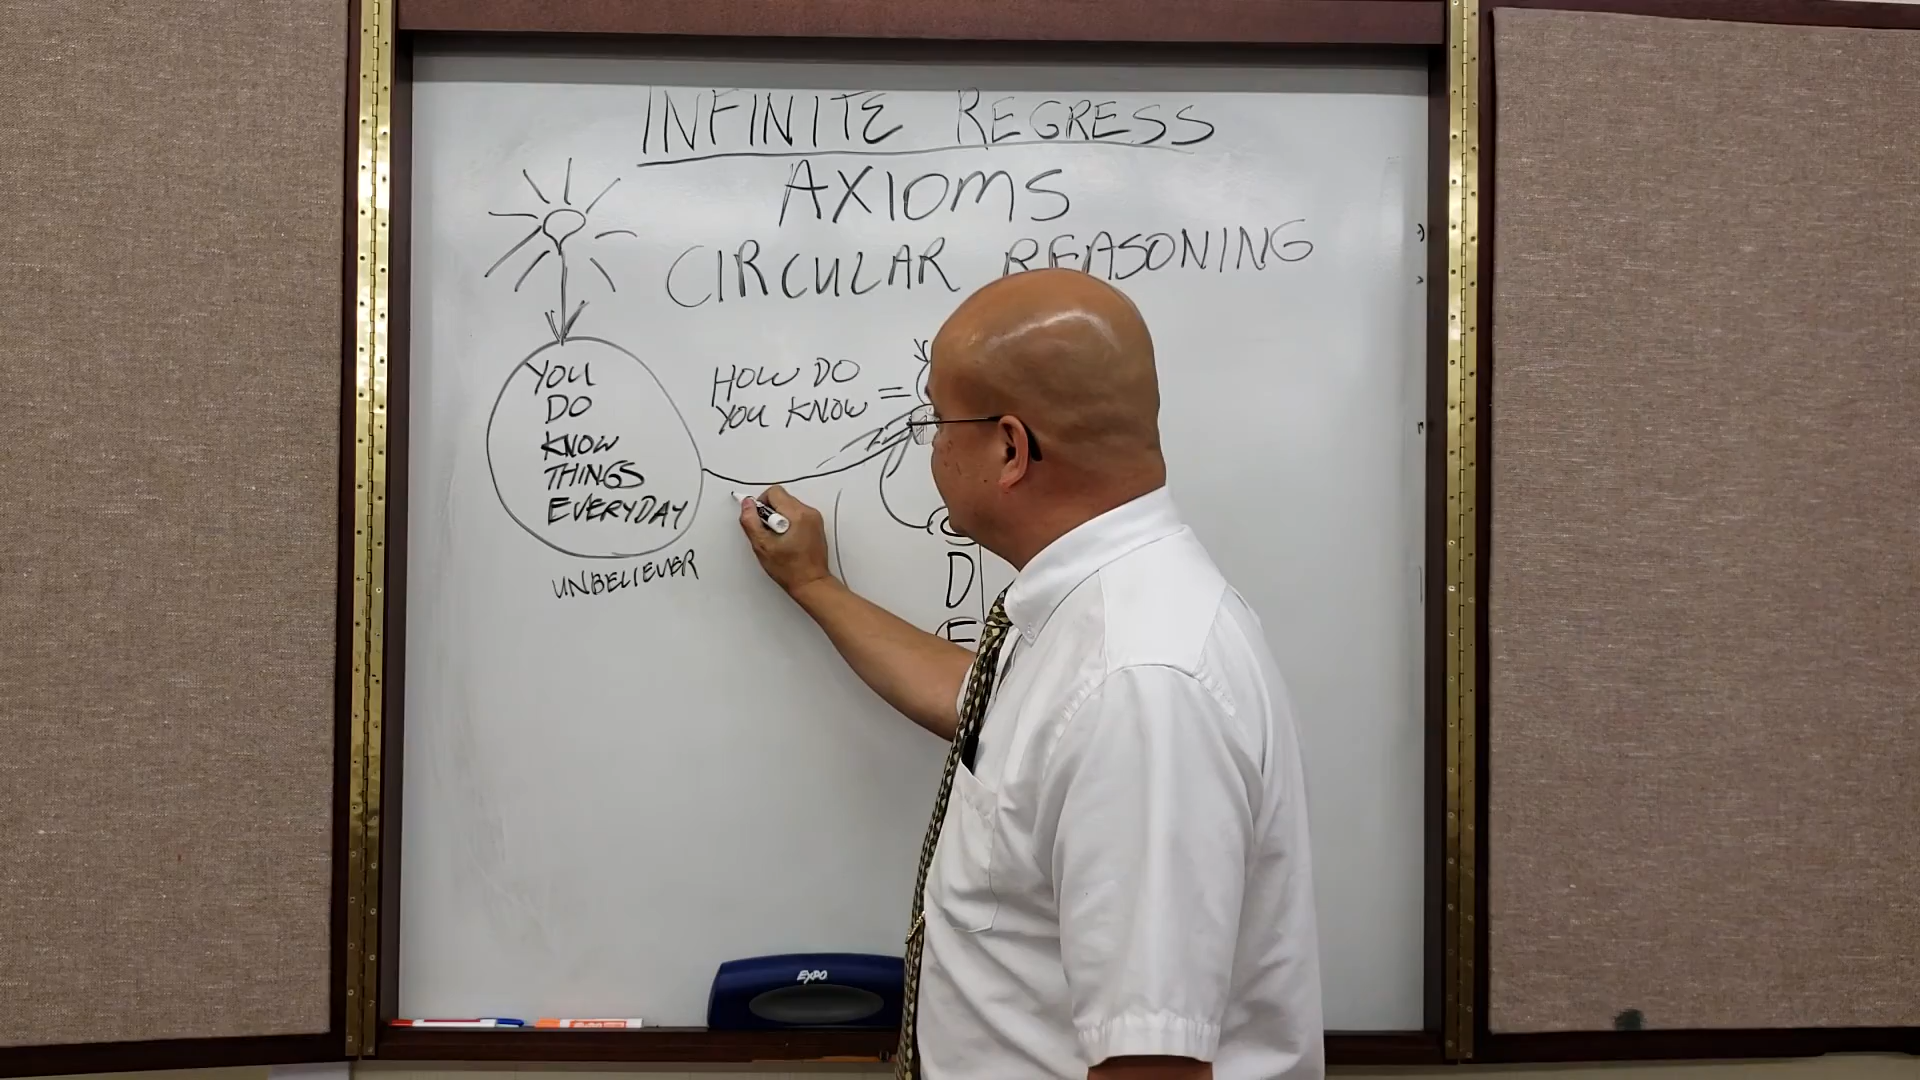 INFINITE REGRESS
AXIOMS
CIRCULAR REASONING
YOU
DO
KNOW
THINGS
EVERYDAY
UNBELIEVER
HOW DO
YOU KNOW =
D
E
EXPO